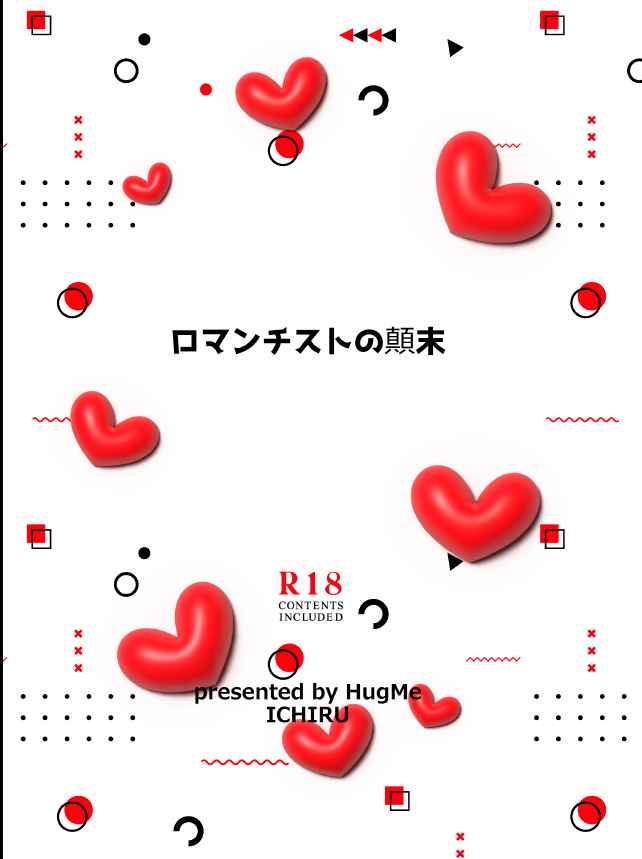 ロマンチストの顛末
R18
CONTENTS
INCLUDED
presented by HugMe
ICHIRU